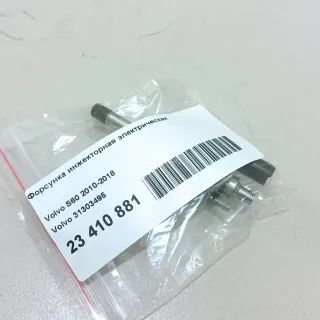 Форсунка инжекторная электрическая
Volvo S60 2010-2018
Volvo 31303495
23 410 881